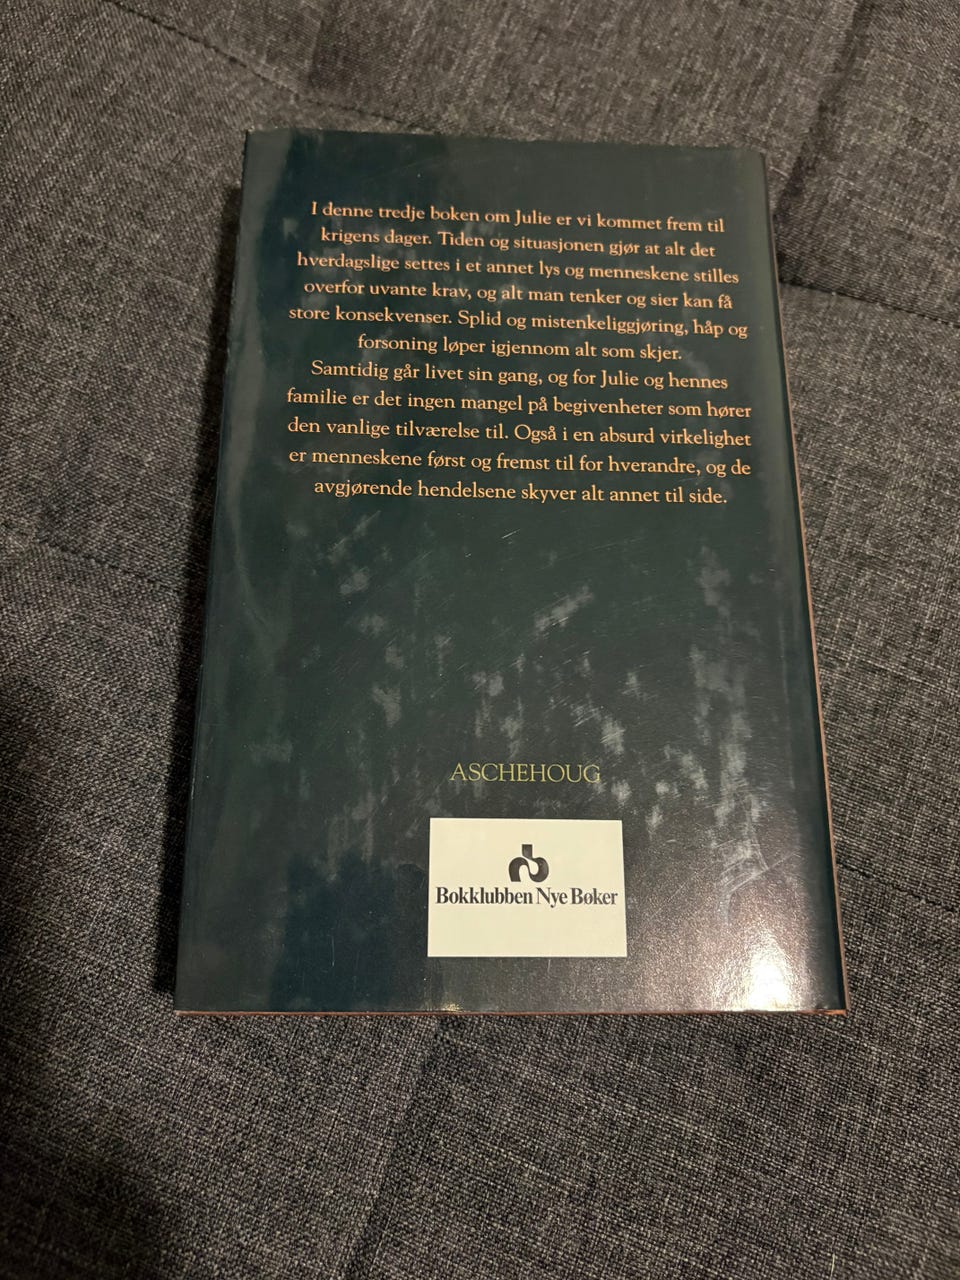 I denne tredje boken om Julie er vi kommet frem til
krigens dager. Tiden og situasjonen gjør at alt det
hverdagslige settes i et annet lys og menneskene stilles
overfor uvante krav, og alt man tenker og sier kan få
store konsekvenser. Splid og mistenkeliggjøring, håp og
forsoning løper igjennom alt som skjer.
Samtidig går livet sin gang, og for Julie og hennes
familie er det ingen mangel på begivenheter som hører
den vanlige tilværelse til. Også i en absurd virkelighet
er menneskene først og fremst til for hverandre, og de
avgjørende hendelsene skyver alt annet til side.
ASCHEHOUG
Bokklubben Nye Bøker